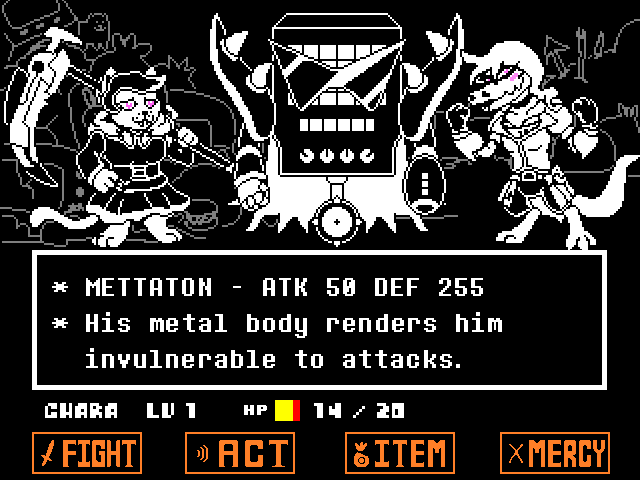 * METTATON - ATK 50 DEF 255
* His metal body renders him
invulnerable to attacks.
CHARA LV 1 HP 14 / 20
FIGHT ACT ITEM MERCY